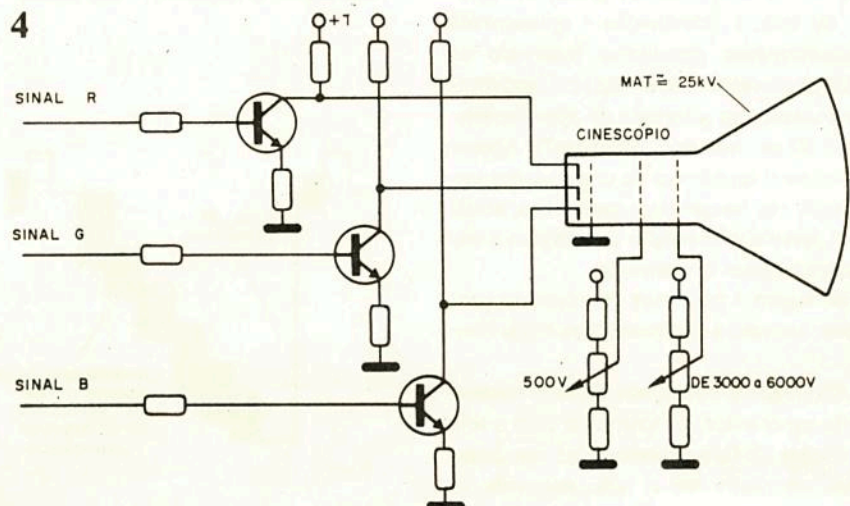 4
+T
SINAL R
MAT ≅ 25kV
CINESCÓPIO
SINAL G
SINAL B
500V
DE 3000 a 6000V